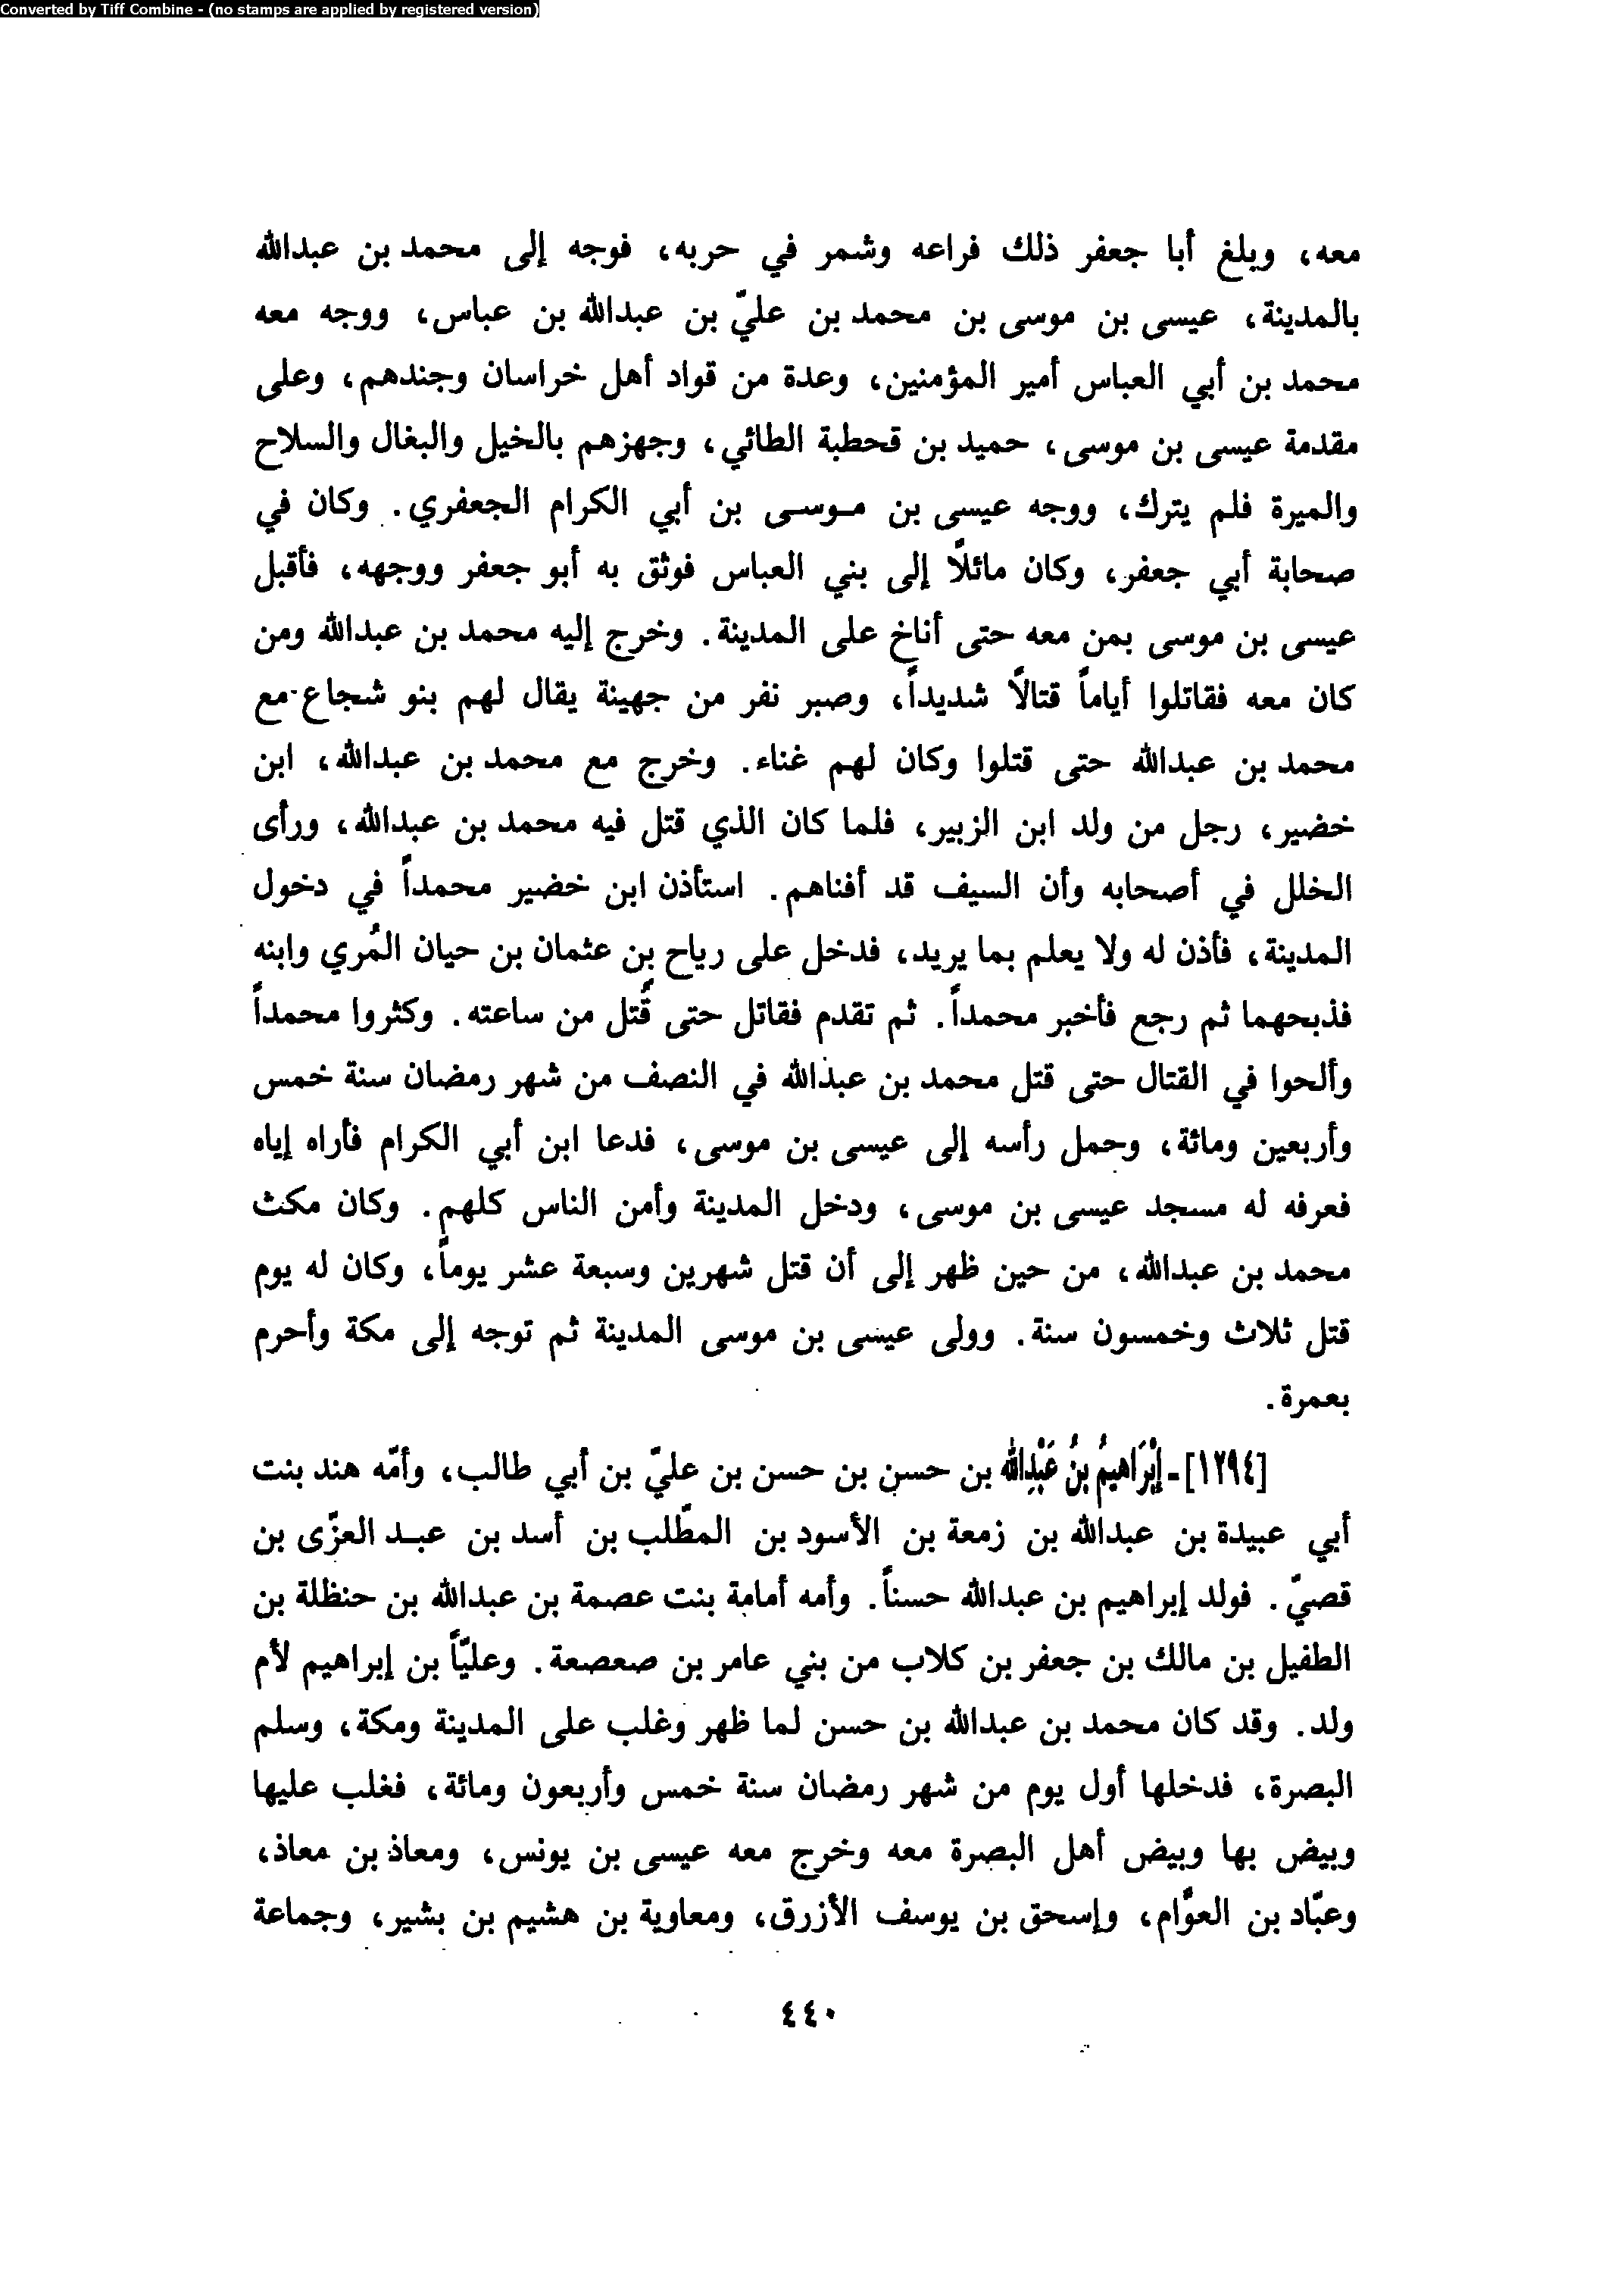 Converted by Tiff Combine - (no stamps are applied by registered version)
معه، وبلغ أبا جعفر ذلك فراعه وشمر في حربه، فوجه إلى محمد بن عبدالله
بالمدينة، عيسى بن موسى بن محمد بن عليّ بن عبدالله بن عباس، ووجه معه
محمد بن أبي العباس أمير المؤمنين، وعدة من قواد أهل خراسان وجندهم، وعلى
مقدمة عيسى بن موسى، حميد بن قحطبة الطائي، وجهزهم بالخيل والبغال والسلاح
والميرة فلم يترك، ووجه عيسى بن موسى بن أبي الكرام الجعفري. وكان في
صحابة أبي جعفر، وكان مائلًا إلى بني العباس فوثق به أبو جعفر ووجهه، فأقبل
عيسى بن موسى بمن معه حتى أناخ على المدينة. وخرج إليه محمد بن عبدالله ومن
كان معه فقاتلوا أياماً قتالًا شديداً، وصبر نفر من جهينة يقال لهم بنو شجاع مع
محمد بن عبدالله حتى قتلوا وكان لهم غناء. وخرج مع محمد بن عبدالله، ابن
خضير، رجل من ولد ابن الزبير، فلما كان الذي قتل فيه محمد بن عبدالله، ورأى
الخلل في أصحابه وأن السيف قد أفناهم. استأذن ابن خضير محمداً في دخول
المدينة، فأذن له ولا يعلم بما يريد، فدخل على رياح بن عثمان بن حيان المُري وابنه
فذبحهما ثم رجع فأخبر محمداً. ثم تقدم فقاتل حتى قُتل من ساعته. وكثروا محمداً
وألحوا في القتال حتى قتل محمد بن عبدالله في النصف من شهر رمضان سنة خمس
وأربعين ومائة، وحمل رأسه إلى عيسى بن موسى، فدعا ابن أبي الكرام فأراه إياه
فعرفه له مسجد عيسى بن موسى، ودخل المدينة وأمن الناس كلهم. وكان مكث
محمد بن عبدالله، من حين ظهر إلى أن قتل شهرين وسبعة عشر يوماً، وكان له يوم
قتل ثلاث وخمسون سنة. وولى عيسى بن موسى المدينة ثم توجه إلى مكة وأحرم
بعمرة.
[١٢٩٤]- إِبْرَاهيمُ بنُ عَبْدِالله بن حسن بن حسن بن عليّ بن أبي طالب، وأمّه هند بنت
أبي عبيدة بن عبدالله بن زمعة بن الأسود بن المطّلب بن أسد بن عبد العزّى بن
قصيّ. فولد إبراهيم بن عبدالله حسناً. وأمه أمامة بنت عصمة بن عبدالله بن حنظلة بن
الطفيل بن مالك بن جعفر بن كلاب من بني عامر بن صعصعة. وعليّاً بن إبراهيم لأم
ولد. وقد كان محمد بن عبدالله بن حسن لما ظهر وغلب على المدينة ومكة، وسلم
البصرة، فدخلها أول يوم من شهر رمضان سنة خمس وأربعون ومائة، فغلب عليها
وبيض بها وبيض أهل البصرة معه وخرج معه عيسى بن يونس، ومعاذ بن معاذ،
وعبّاد بن العوّام، وإسحق بن يوسف الأزرق، ومعاوية بن هشيم بن بشير، وجماعة
٤٤٠